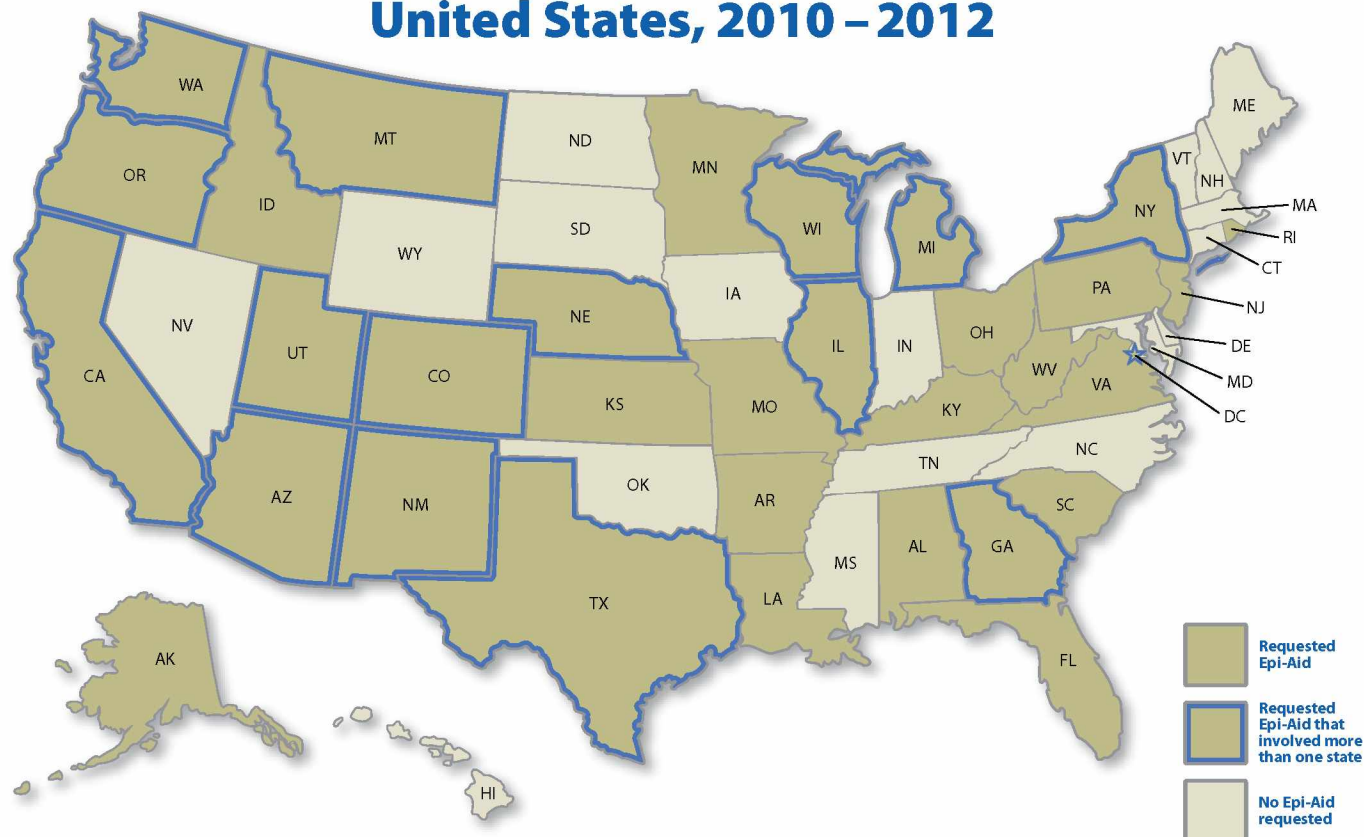 United States, 2010 – 2012
WA
MT
ND
MN
ME
VT
NH
OR
ID
WY
SD
WI
MI
NY
MA
RI
CT
NV
UT
NE
IA
IL
IN
OH
PA
NJ
DE
MD
DC
CA
CO
KS
MO
KY
WV
VA
AZ
NM
OK
AR
TN
NC
SC
TX
LA
MS
AL
GA
FL
AK
HI
Requested
Epi-Aid
Requested
Epi-Aid that
involved more
than one state
No Epi-Aid
requested